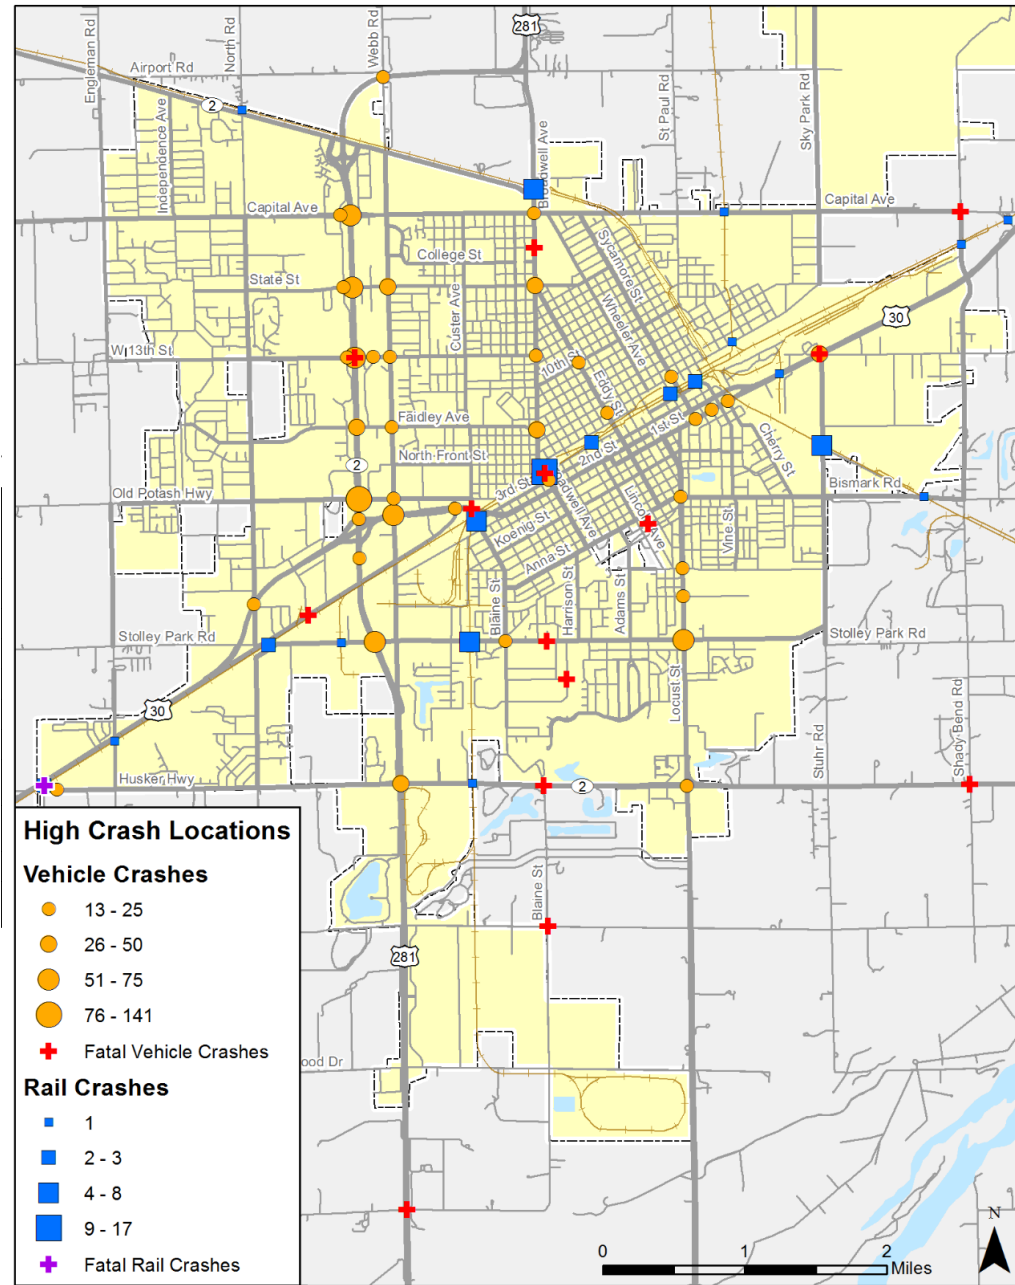 281
Webb Rd
North Rd
Engleman Rd
Airport Rd
2
Independence Ave
St Paul Rd
Sky Park Rd
Broadwell Ave
Capital Ave
Capital Ave
College St
Sycamore St
State St
Custer Ave
Wheeler Ave
30
W 13th St
10th St
Eddy St
Faidley Ave
1st St
2nd St
Cherry St
North Front St
2
3rd St
Old Potash Hwy
Bismark Rd
Broadwell Ave
Lincoln Ave
Koenig St
Vine St
Anna St
Blaine St
Harrison St
Adams St
Stolley Park Rd
Stolley Park Rd
Locust St
30
Stuhr Rd
Shady Bend Rd
Husker Hwy
2
High Crash Locations
Vehicle Crashes
13 - 25
26 - 50
51 - 75
76 - 141
Fatal Vehicle Crashes
Rail Crashes
1
2 - 3
4 - 8
9 - 17
Fatal Rail Crashes
Blaine St
281
ood Dr
N
0 1 2
Miles